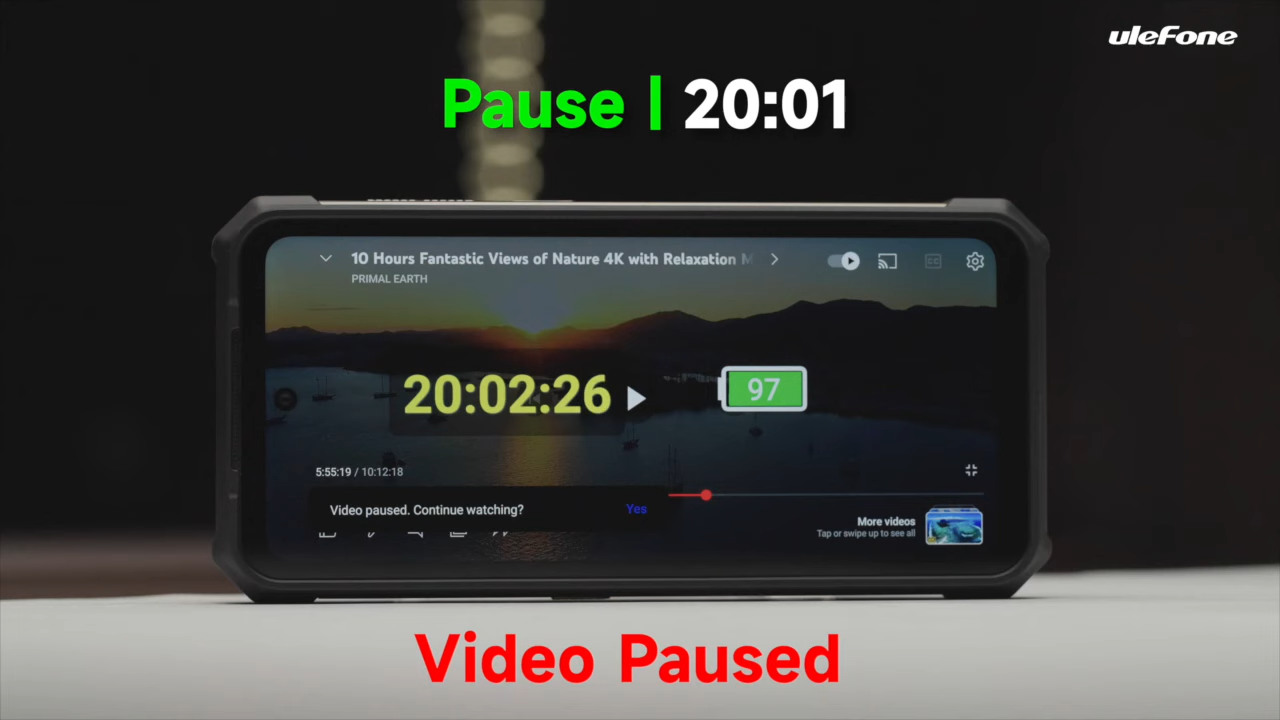 uleFone
Pause | 20:01
10 Hours Fantastic Views of Nature 4K with Relaxation M
PRIMAL EARTH
CC
20:02:26
97
5:55:19 / 10:12:18
Video paused. Continue watching?
Yes
More videos
Tap or swipe up to see all
Video Paused